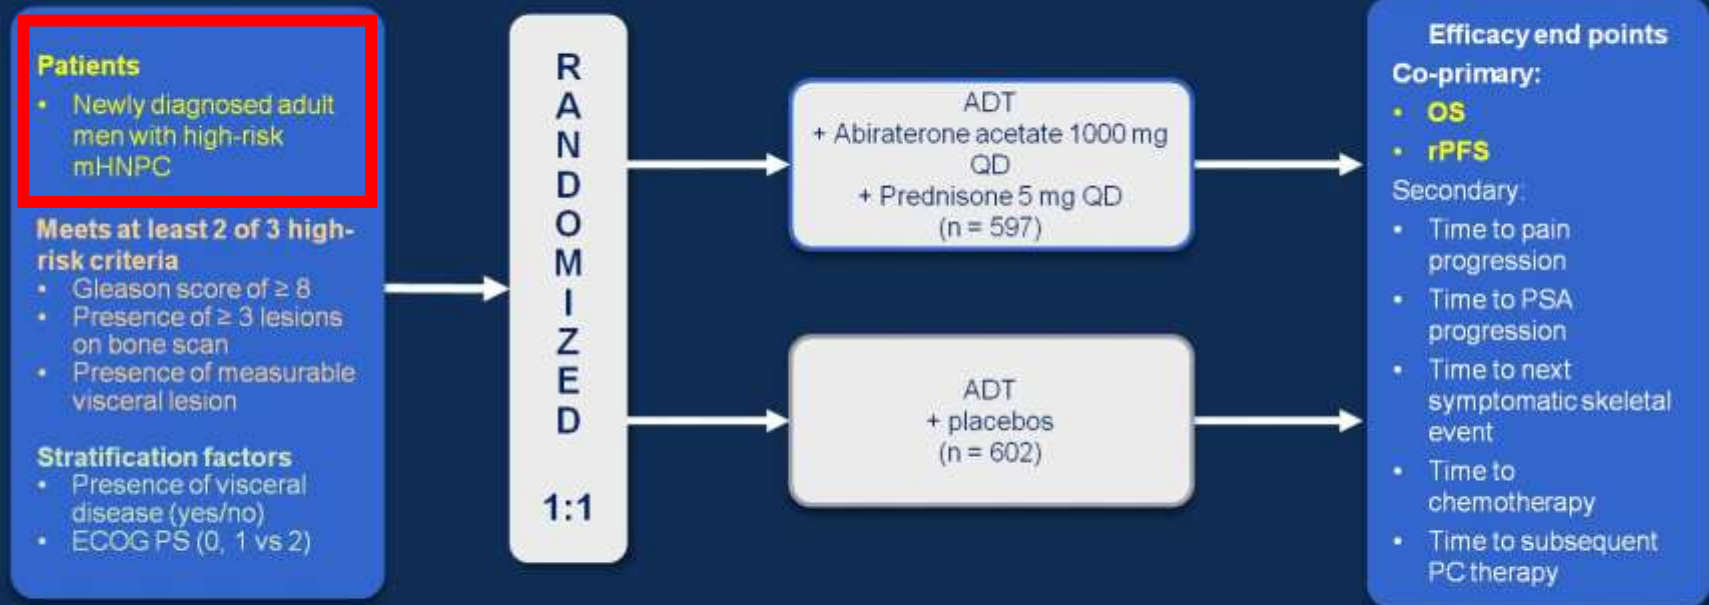 Patients
• Newly diagnosed adult
men with high-risk
mHNPC
Meets at least 2 of 3 high-
risk criteria
• Gleason score of ≥ 8
• Presence of ≥ 3 lesions
on bone scan
• Presence of measurable
visceral lesion
Stratification factors
• Presence of visceral
disease (yes/no)
• ECOG PS (0, 1 vs 2)
R
A
N
D
O
M
I
Z
E
D
1:1
ADT
+ Abiraterone acetate 1000 mg
QD
+ Prednisone 5 mg QD
(n = 597)
ADT
+ placebos
(n = 602)
Efficacy end points
Co-primary:
• OS
• rPFS
Secondary:
• Time to pain
progression
• Time to PSA
progression
• Time to next
symptomatic skeletal
event
• Time to
chemotherapy
• Time to subsequent
PC therapy